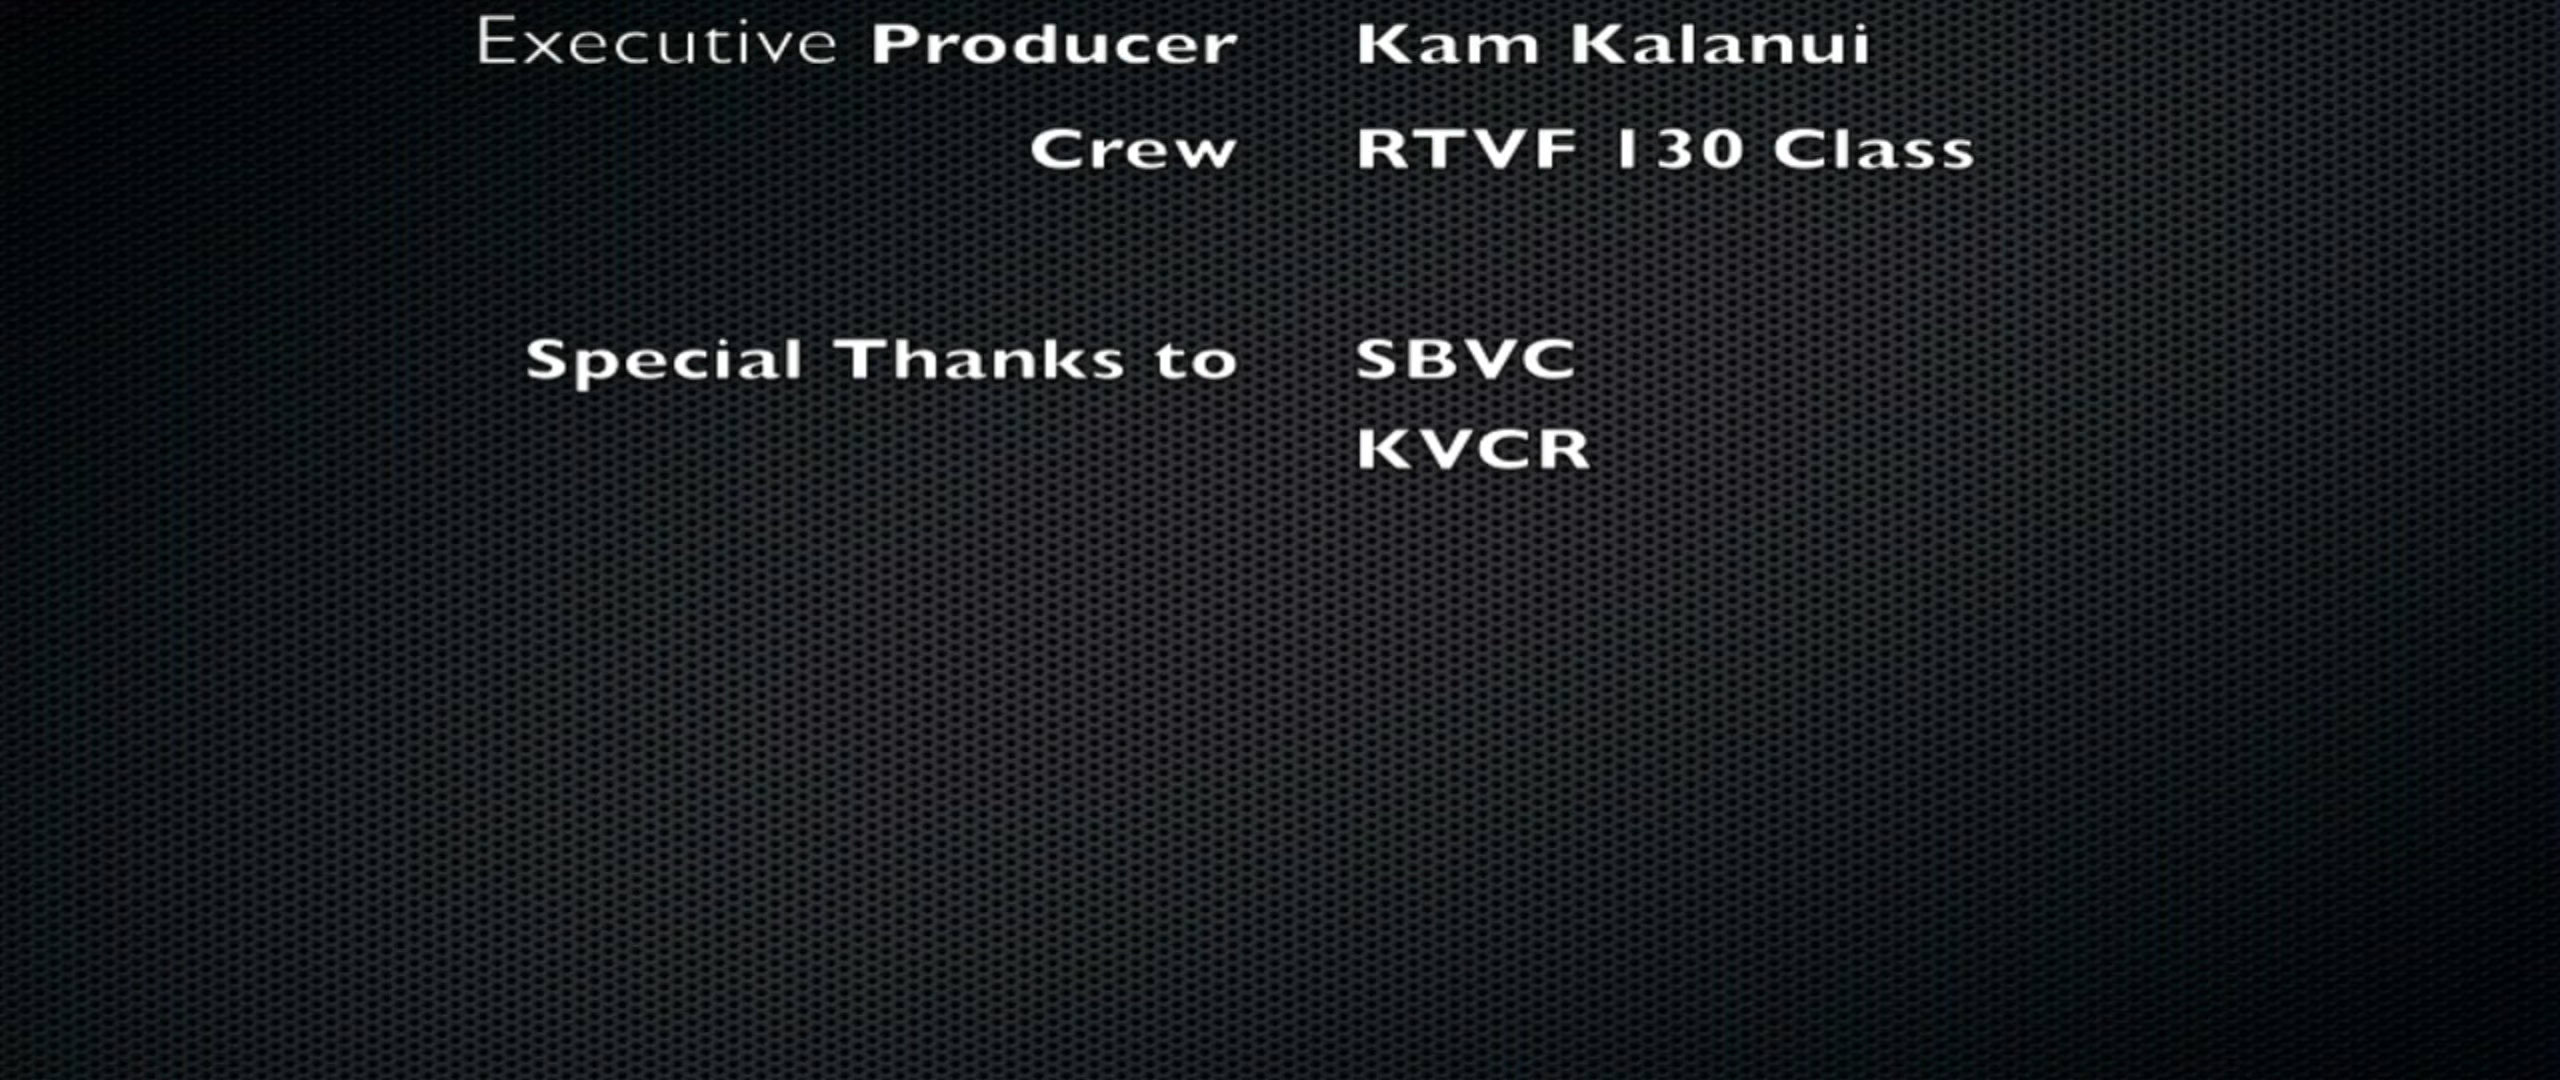 Executive Producer Kam Kalanui
Crew RTVF 130 Class
Special Thanks to SBVC
KVCR